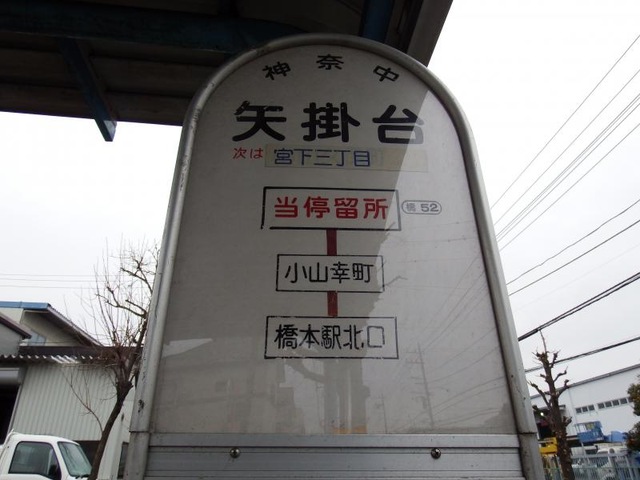 神奈中
矢掛台
次は 宮下三丁目
当停留所 橋52
小山幸町
橋本駅北口